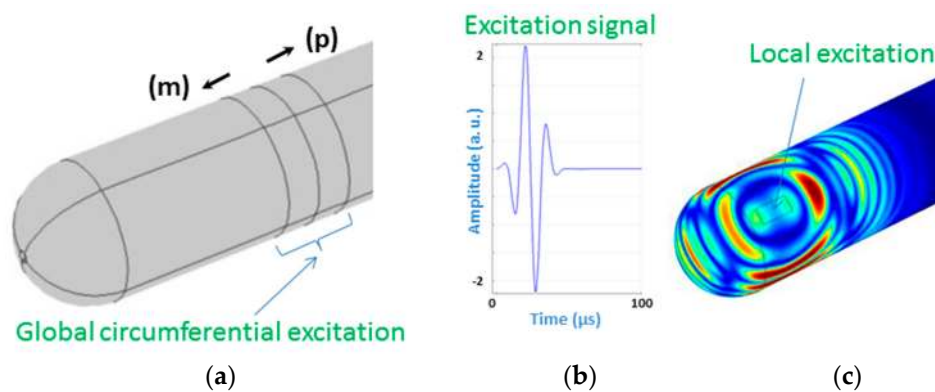 (p)
(m)
Global circumferential excitation
(a)
Excitation signal
2
Amplitude (a. u.)
-2
0
100
Time (µs)
(b)
Local excitation
(c)